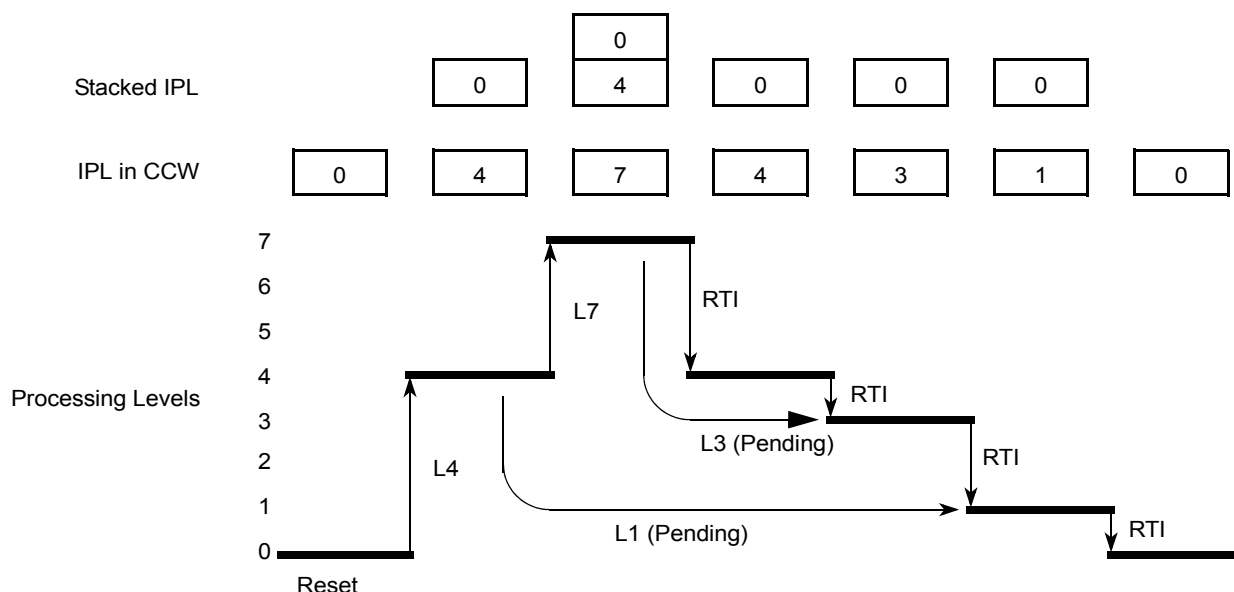 0
Stacked IPL 0 4 0 0 0
IPL in CCW 0 4 7 4 3 1 0
7
6
L7 RTI
5
4
Processing Levels RTI
3
L3 (Pending)
2
L4 RTI
1
L1 (Pending) RTI
0
Reset